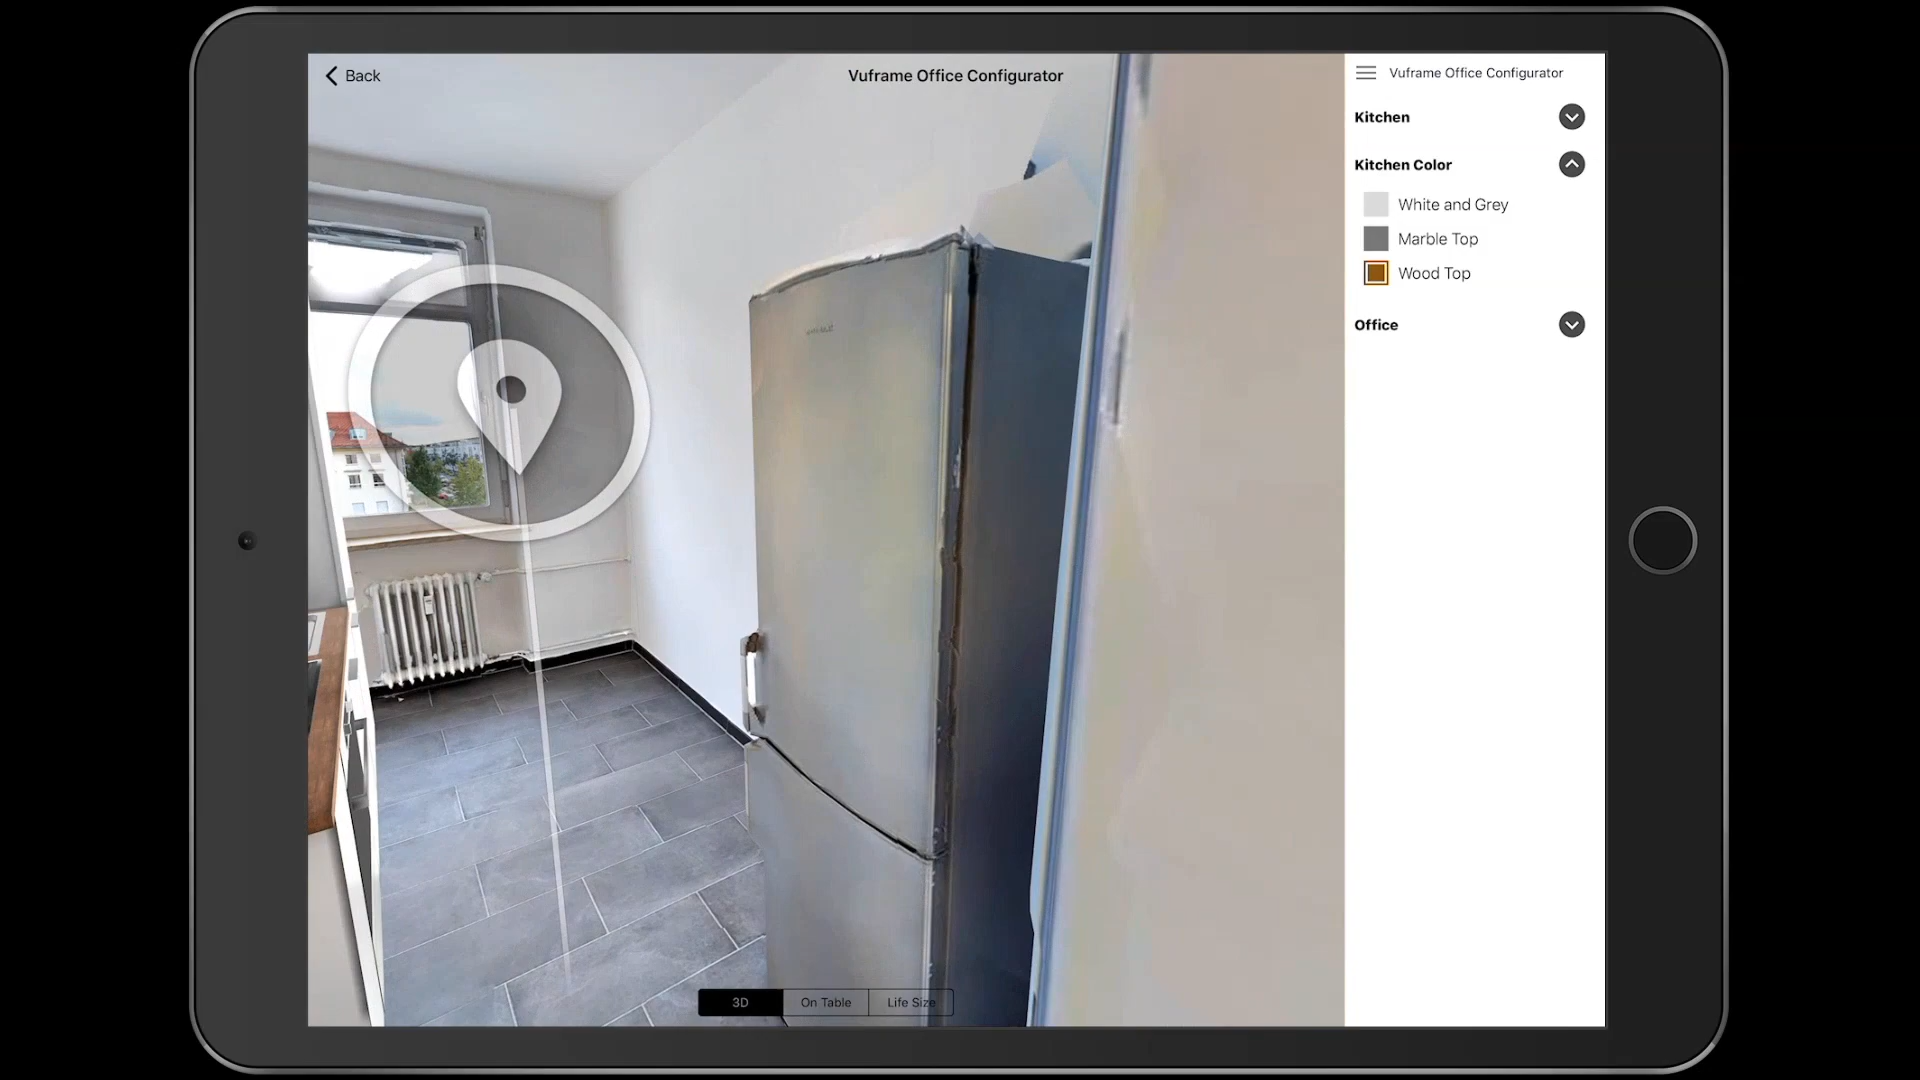 Back
Vuframe Office Configurator
Vuframe Office Configurator
Kitchen
Kitchen Color
White and Grey
Marble Top
Wood Top
Office
3D
On Table
Life Size